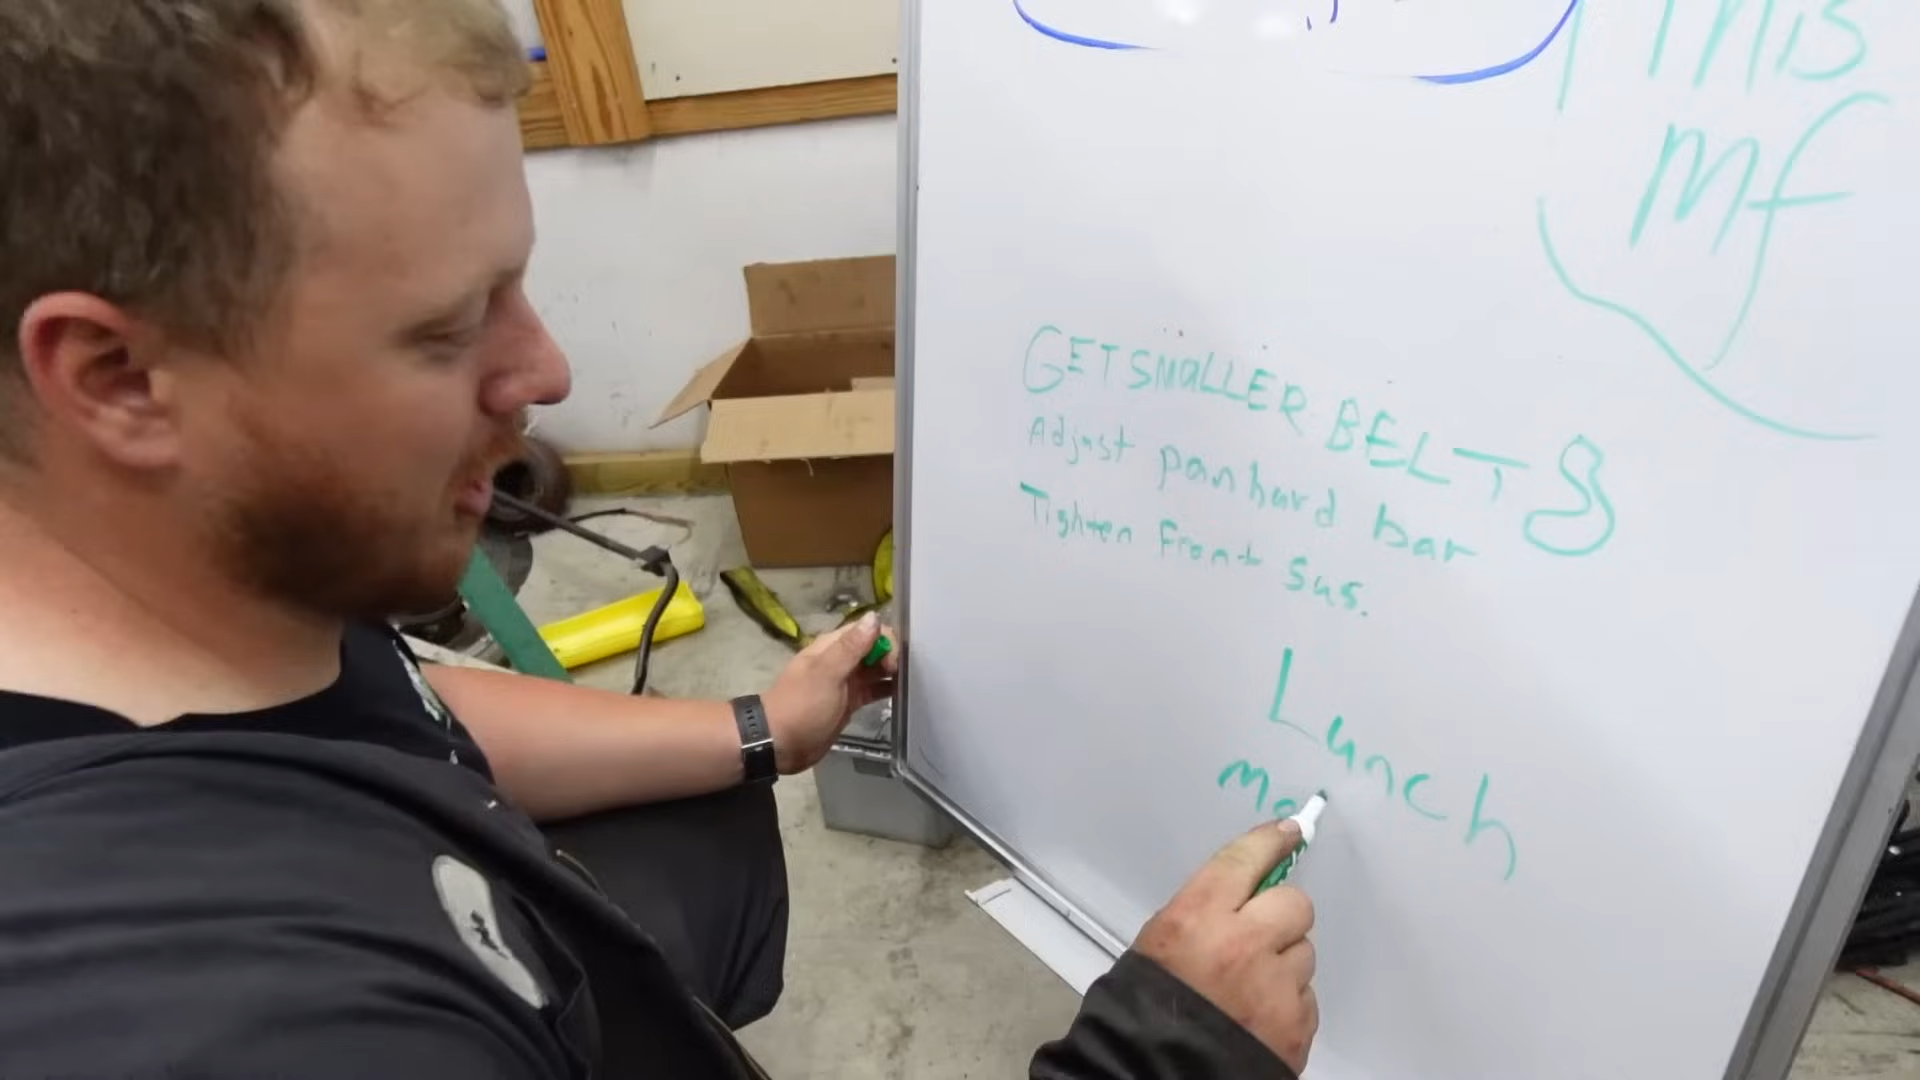 This
mf
GET SMALLER BELT S
Adjust panhard bar
Tighten Front Sus.
Lunch